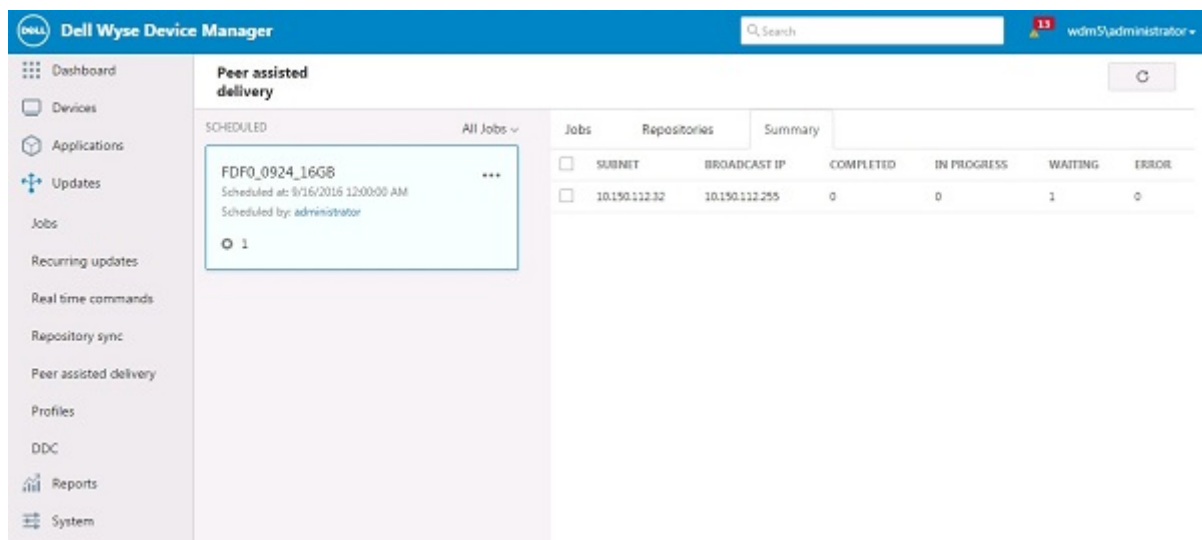 DELL Dell Wyse Device Manager
Search
13
wdm5\administrator
Dashboard
Devices
Applications
Updates
Jobs
Recurring updates
Real time commands
Repository sync
Peer assisted delivery
Profiles
DDC
Reports
System
Peer assisted
delivery
SCHEDULED
All Jobs
FDF0_0924_16GB
...
Scheduled at: 9/16/2016 12:00:00 AM
Scheduled by: administrator
1
Jobs Repositories Summary
SUBNET BROADCAST IP COMPLETED IN PROGRESS WAITING ERROR
10.150.112.32 10.150.112.255 0 0 1 0